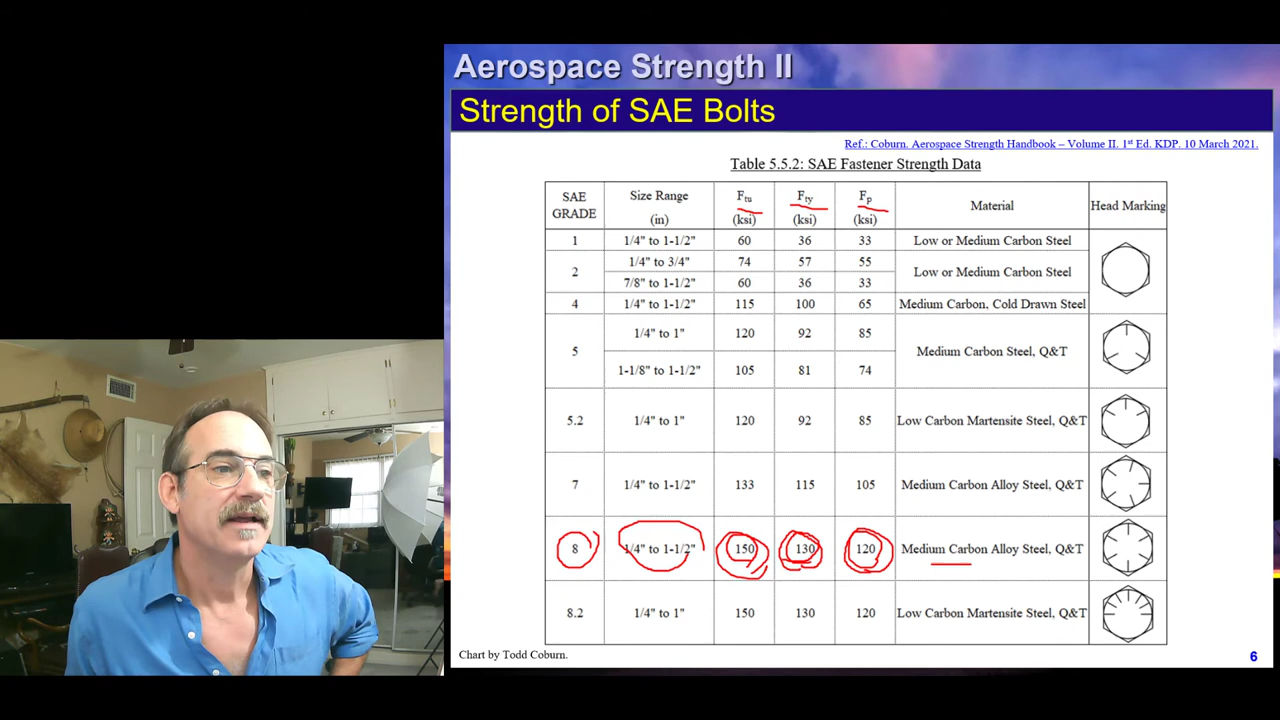 Aerospace Strength II
Strength of SAE Bolts
Ref.: Coburn. Aerospace Strength Handbook – Volume II. 1st Ed. KDP. 10 March 2021.
Table 5.5.2: SAE Fastener Strength Data
SAE GRADE Size Range (in) Ftu (ksi) Fty (ksi) Fp (ksi) Material Head Marking
1 1/4" to 1-1/2" 60 36 33 Low or Medium Carbon Steel
2 1/4" to 3/4" 74 57 55 Low or Medium Carbon Steel
7/8" to 1-1/2" 60 36 33
4 1/4" to 1-1/2" 115 100 65 Medium Carbon, Cold Drawn Steel
5 1/4" to 1" 120 92 85 Medium Carbon Steel, Q&T
1-1/8" to 1-1/2" 105 81 74
5.2 1/4" to 1" 120 92 85 Low Carbon Martensite Steel, Q&T
7 1/4" to 1-1/2" 133 115 105 Medium Carbon Alloy Steel, Q&T
8 1/4" to 1-1/2" 150 130 120 Medium Carbon Alloy Steel, Q&T
8.2 1/4" to 1" 150 130 120 Low Carbon Martensite Steel, Q&T
Chart by Todd Coburn.
6